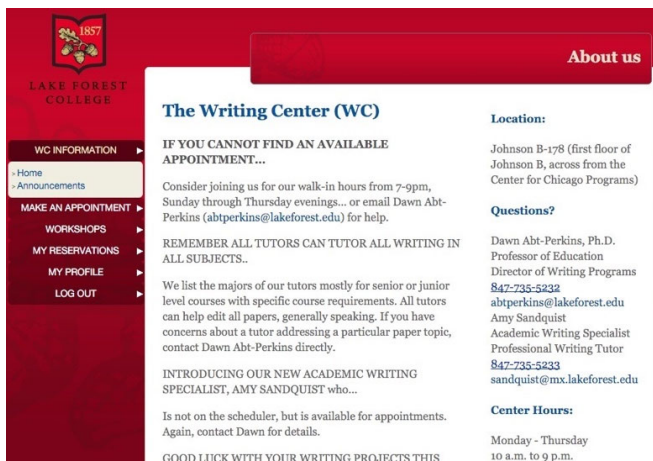 1857
LAKE FOREST
COLLEGE
About us
WC INFORMATION
> Home
> Announcements
MAKE AN APPOINTMENT
WORKSHOPS
MY RESERVATIONS
MY PROFILE
LOG OUT
The Writing Center (WC)
IF YOU CANNOT FIND AN AVAILABLE
APPOINTMENT...
Consider joining us for our walk-in hours from 7-9pm,
Sunday through Thursday evenings... or email Dawn Abt-
Perkins (abtperkins@lakeforest.edu) for help.
REMEMBER ALL TUTORS CAN TUTOR ALL WRITING IN
ALL SUBJECTS..
We list the majors of our tutors mostly for senior or junior
level courses with specific course requirements. All tutors
can help edit all papers, generally speaking. If you have
concerns about a tutor addressing a particular paper topic,
contact Dawn Abt-Perkins directly.
INTRODUCING OUR NEW ACADEMIC WRITING
SPECIALIST, AMY SANDQUIST who...
Is not on the scheduler, but is available for appointments.
Again, contact Dawn for details.
GOOD LUCK WITH YOUR WRITING PROJECTS THIS
Location:
Johnson B-178 (first floor of
Johnson B, across from the
Center for Chicago Programs)
Questions?
Dawn Abt-Perkins, Ph.D.
Professor of Education
Director of Writing Programs
847-735-5232
abtperkins@lakeforest.edu
Amy Sandquist
Academic Writing Specialist
Professional Writing Tutor
847-735-5233
sandquist@mx.lakeforest.edu
Center Hours:
Monday - Thursday
10 a.m. to 9 p.m.